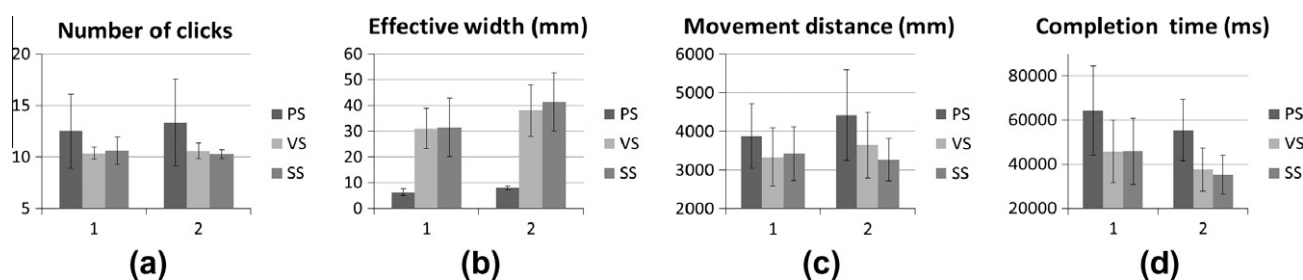 Number of clicks
20
15
10
5
1 2
PS
VS
SS
(a)
Effective width (mm)
60
50
40
30
20
10
0
1 2
PS
VS
SS
(b)
Movement distance (mm)
6000
5000
4000
3000
2000
1 2
PS
VS
SS
(c)
Completion time (ms)
80000
60000
40000
20000
1 2
PS
VS
SS
(d)